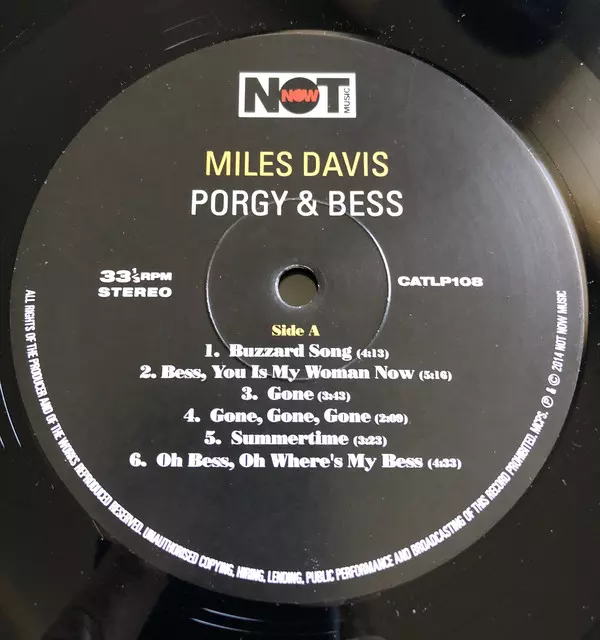 NOT
NOW
MUSIC
MILES DAVIS
PORGY & BESS
33⅓RPM
STEREO
CATLP108
Side A
1. Buzzard Song (4:13)
2. Bess, You Is My Woman Now (5:16)
3. Gone (3:43)
4. Gone, Gone, Gone (2:09)
5. Summertime (3:23)
6. Oh Bess, Oh Where's My Bess (4:33)
ALL RIGHTS OF THE PRODUCER AND OF THE WORKS REPRODUCED RESERVED. UNAUTHORISED COPYING, HIRING, LENDING, PUBLIC PERFORMANCE AND BROADCASTING OF THIS RECORD PROHIBITED. MCPS. ℗ & © 2014 NOT NOW MUSIC